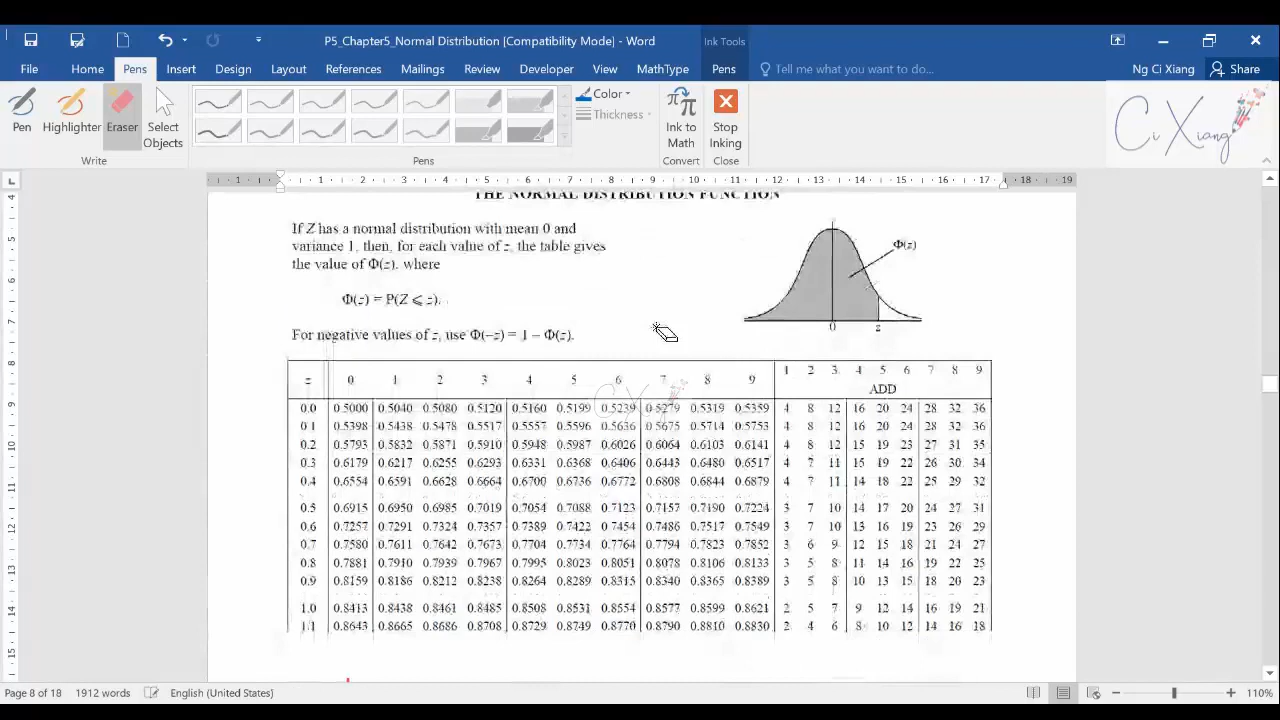 P5_Chapter5_Normal Distribution [Compatibility Mode] - Word
Ink Tools
File Home Pens Insert Design Layout References Mailings Review Developer View MathType Pens Tell me what you want to do... Ng Ci Xiang Share
Pen Highlighter Eraser Select Objects
Color
Thickness
Ink to Math
Stop Inking
Write Pens Convert Close
Ci Xiang
1 1 2 3 4 5 6 7 8 9 10 11 12 13 14 15 16 17 18 19
THE NORMAL DISTRIBUTION FUNCTION
If Z has a normal distribution with mean 0 and
variance 1, then, for each value of z, the table gives
the value of Φ(z), where
Φ(z) = P(Z ⩽ z).
For negative values of z, use Φ(−z) = 1 − Φ(z).
Φ(z)
0 z
z 0 1 2 3 4 5 6 7 8 9 1 2 3 4 5 6 7 8 9
ADD
0.0 0.5000 0.5040 0.5080 0.5120 0.5160 0.5199 0.5239 0.5279 0.5319 0.5359 4 8 12 16 20 24 28 32 36
0.1 0.5398 0.5438 0.5478 0.5517 0.5557 0.5596 0.5636 0.5675 0.5714 0.5753 4 8 12 16 20 24 28 32 36
0.2 0.5793 0.5832 0.5871 0.5910 0.5948 0.5987 0.6026 0.6064 0.6103 0.6141 4 8 12 15 19 23 27 31 35
0.3 0.6179 0.6217 0.6255 0.6293 0.6331 0.6368 0.6406 0.6443 0.6480 0.6517 4 7 11 15 19 22 26 30 34
0.4 0.6554 0.6591 0.6628 0.6664 0.6700 0.6736 0.6772 0.6808 0.6844 0.6879 4 7 11 14 18 22 25 29 32
0.5 0.6915 0.6950 0.6985 0.7019 0.7054 0.7088 0.7123 0.7157 0.7190 0.7224 3 7 10 14 17 20 24 27 31
0.6 0.7257 0.7291 0.7324 0.7357 0.7389 0.7422 0.7454 0.7486 0.7517 0.7549 3 7 10 13 16 19 23 26 29
0.7 0.7580 0.7611 0.7642 0.7673 0.7704 0.7734 0.7764 0.7794 0.7823 0.7852 3 6 9 12 15 18 21 24 27
0.8 0.7881 0.7910 0.7939 0.7967 0.7995 0.8023 0.8051 0.8078 0.8106 0.8133 3 5 8 11 14 16 19 22 25
0.9 0.8159 0.8186 0.8212 0.8238 0.8264 0.8289 0.8315 0.8340 0.8365 0.8389 3 5 8 10 13 15 18 20 23
1.0 0.8413 0.8438 0.8461 0.8485 0.8508 0.8531 0.8554 0.8577 0.8599 0.8621 2 5 7 9 12 14 16 19 21
1.1 0.8643 0.8665 0.8686 0.8708 0.8729 0.8749 0.8770 0.8790 0.8810 0.8830 2 4 6 8 10 12 14 16 18
Page 8 of 18 1912 words English (United States) 110%